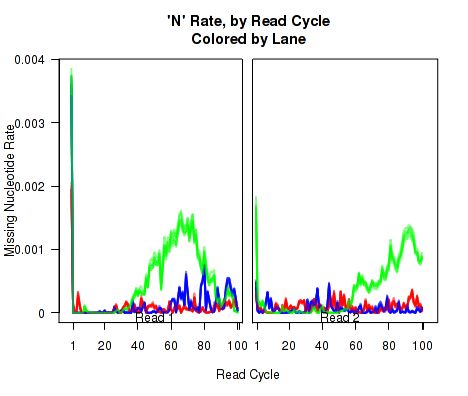 'N' Rate, by Read Cycle
Colored by Lane
Missing Nucleotide Rate
0.004
0.003
0.002
0.001
0
Read 1
Read 2
1 20 40 60 80 100
1 20 40 60 80 100
Read Cycle